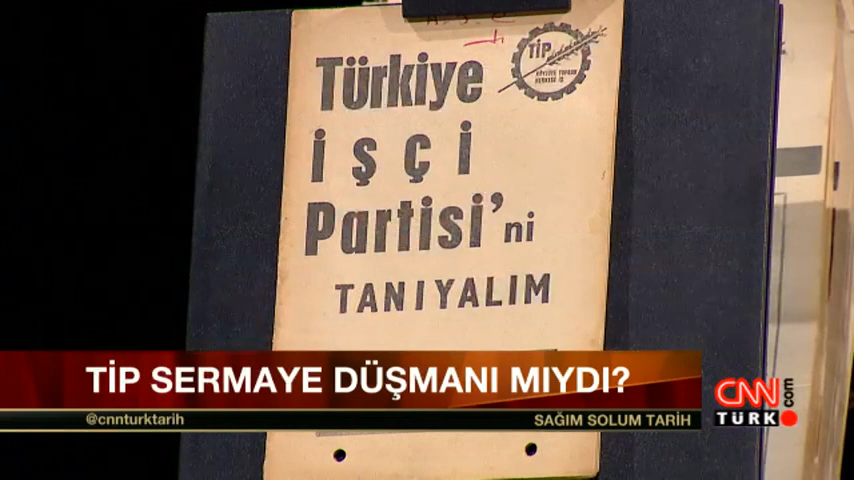 TİP
Türkiye
İŞÇİ
Partisi'ni
TANIYALIM
TİP SERMAYE DÜŞMANI MIYDI?
@cnnturktarih
SAĞIM SOLUM TARİH
CNN
TÜRK
.com